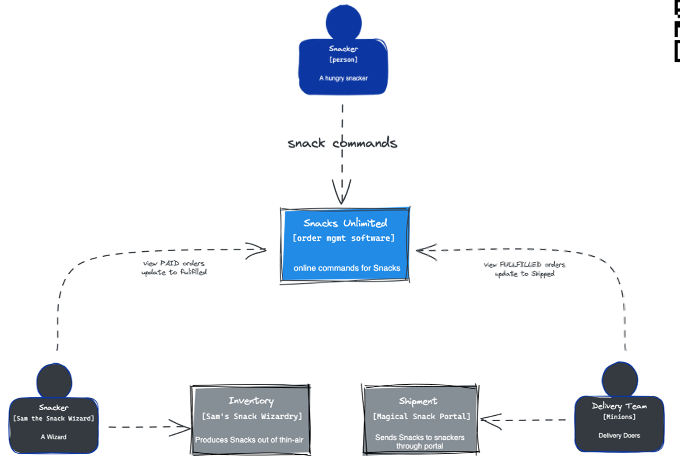 Snacker
[person]
A hungry snacker
snack commands
Snacks Unlimited
[order mgmt software]
online commands for Snacks
view PAID orders
update to fulfilled
view FULLFILLED orders
update to Shipped
Snacker
[Sam the Snack Wizard]
A Wizard
Inventory
[Sam's Snack Wizardry]
Produces Snacks out of thin-air
Shipment
[Magical Snack Portal]
Sends Snacks to snackers
through portal
Delivery Team
[Minions]
Delivery Doers